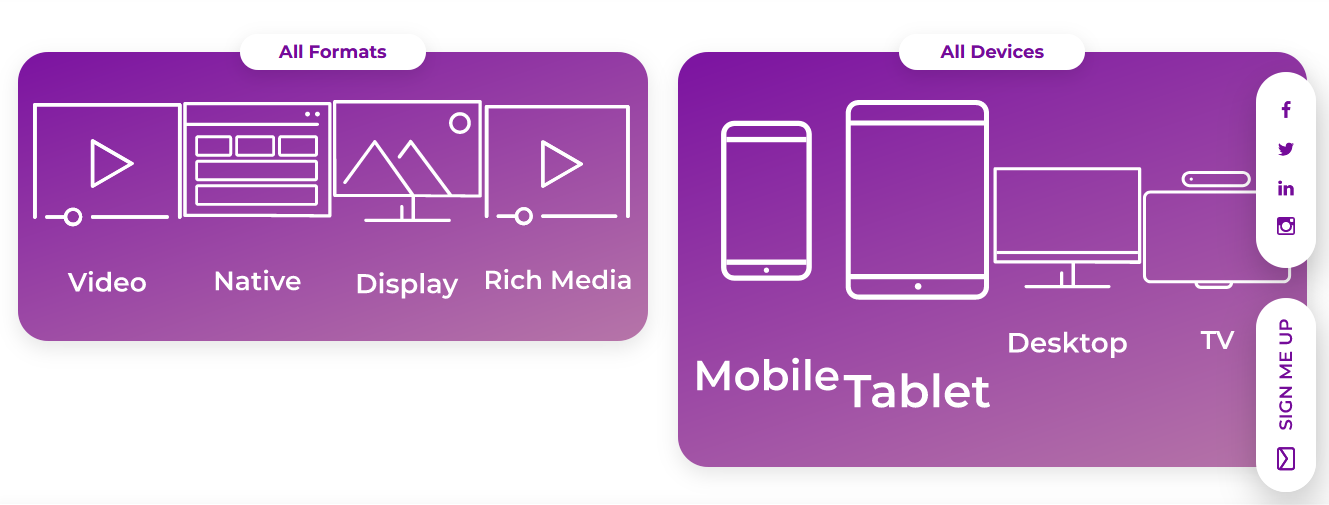 All Formats
Video
Native
Display
Rich Media
All Devices
Mobile
Tablet
Desktop
TV
SIGN ME UP